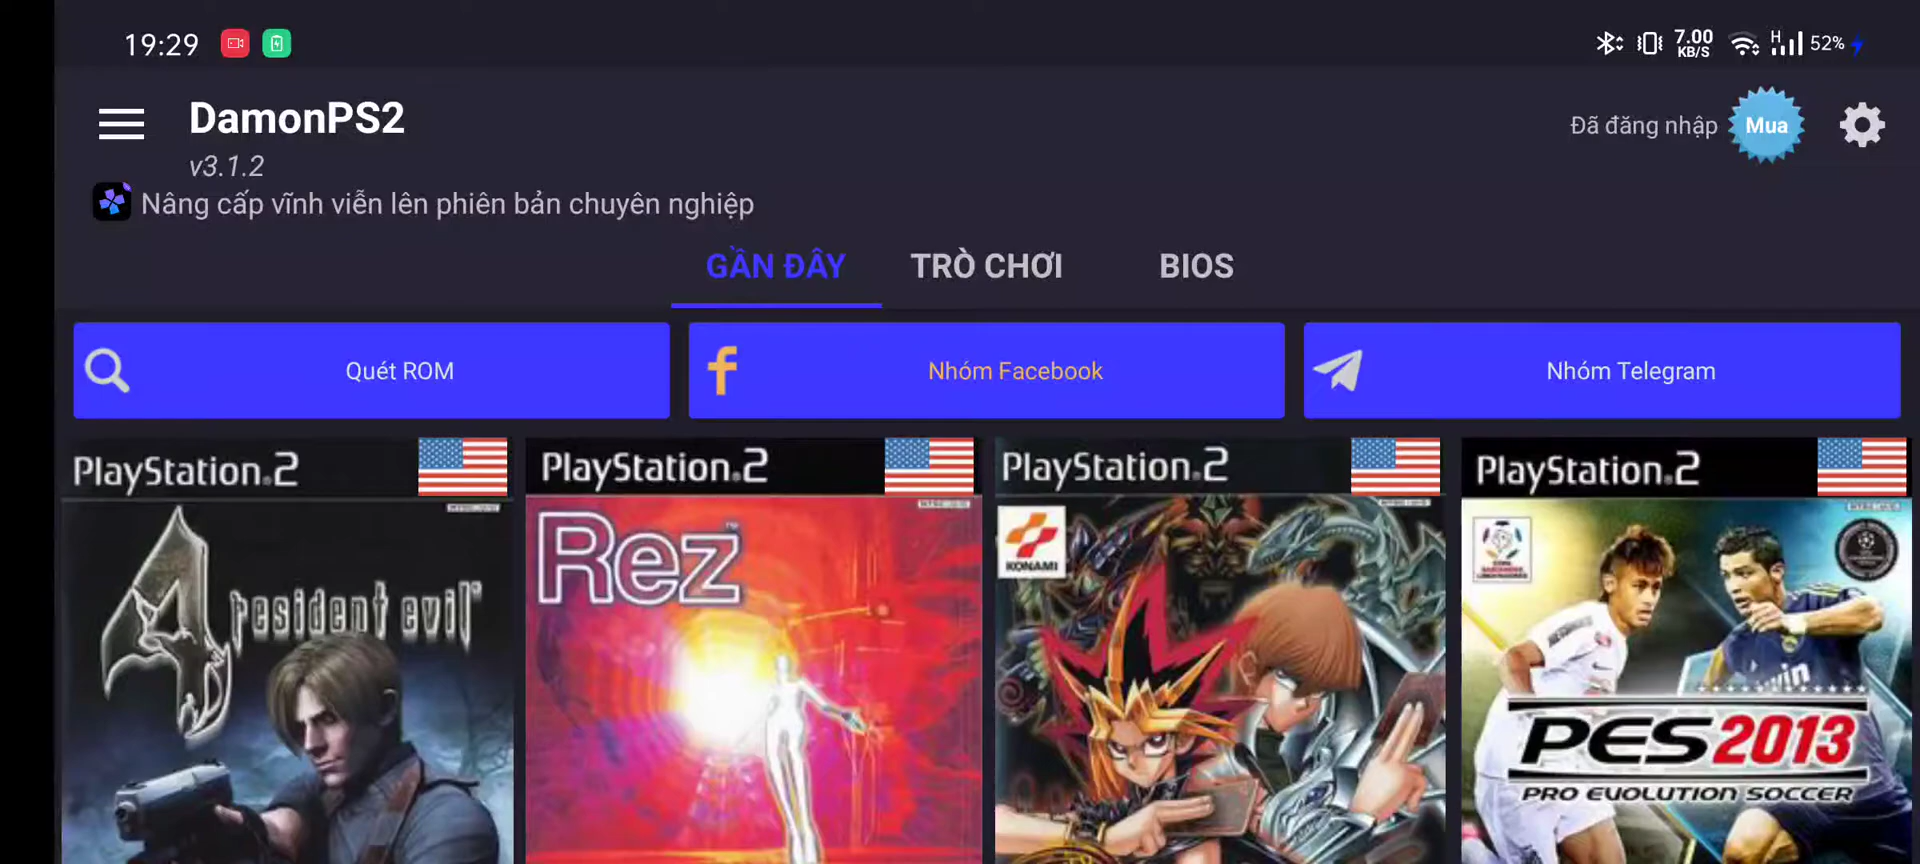 19:29
7.00
KB/S
H
52%
DamonPS2
v3.1.2
Đã đăng nhập
Mua
Nâng cấp vĩnh viễn lên phiên bản chuyên nghiệp
GẦN ĐÂY
TRÒ CHƠI
BIOS
Quét ROM
Nhóm Facebook
Nhóm Telegram
PlayStation.2
PlayStation.2
PlayStation.2
PlayStation.2
4
resident evil
Rez
KONAMI
PES2013
PRO EVOLUTION SOCCER